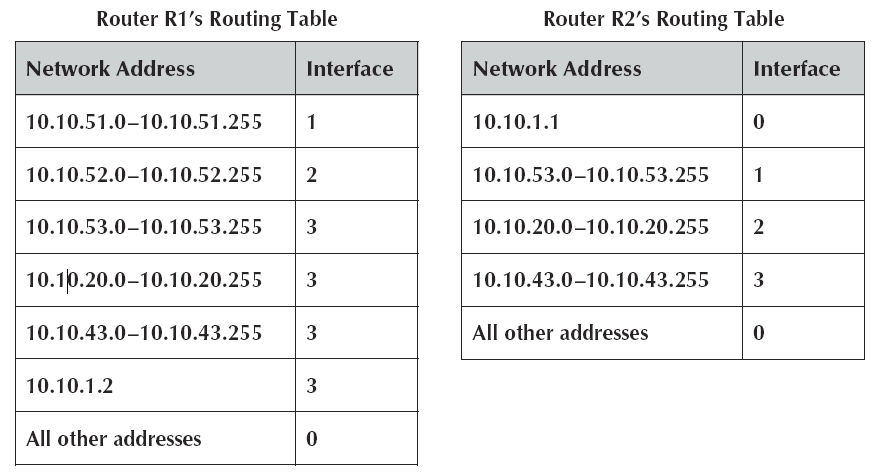 Router R1’s Routing Table
Network Address Interface
10.10.51.0–10.10.51.255 1
10.10.52.0–10.10.52.255 2
10.10.53.0–10.10.53.255 3
10.10.20.0–10.10.20.255 3
10.10.43.0–10.10.43.255 3
10.10.1.2 3
All other addresses 0
Router R2’s Routing Table
Network Address Interface
10.10.1.1 0
10.10.53.0–10.10.53.255 1
10.10.20.0–10.10.20.255 2
10.10.43.0–10.10.43.255 3
All other addresses 0